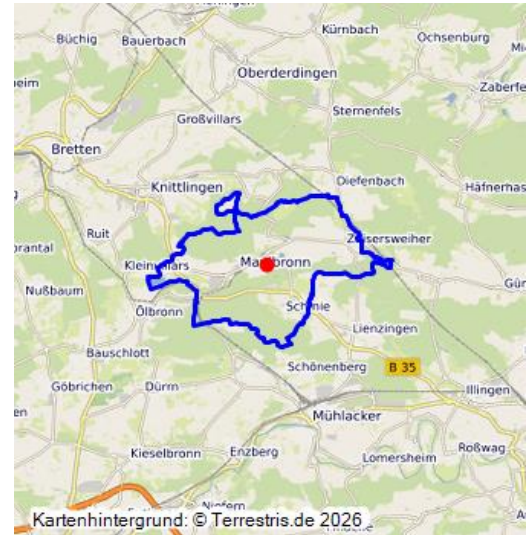 Kürnbach
Ochsenburg
Büchig
Bauerbach
Oberderdingen
Zaberfe
Sternenfels
Großvillars
Bretten
Knittlingen
Diefenbach
Häfnerhas
Ruit
Zaisersweiher
Kleinvillars
Maulbronn
Nußbaum
Ölbronn
Schmie
Lienzingen
Bauschlott
Schönenberg
B 35
Göbrichen
Dürrn
Illingen
Mühlacker
Kieselbronn
Enzberg
Lomersheim
Roßwag
Niefern
Kartenhintergrund: © Terrestris.de 2026